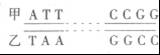 甲 ATT CCGG
乙 TAA GGCC